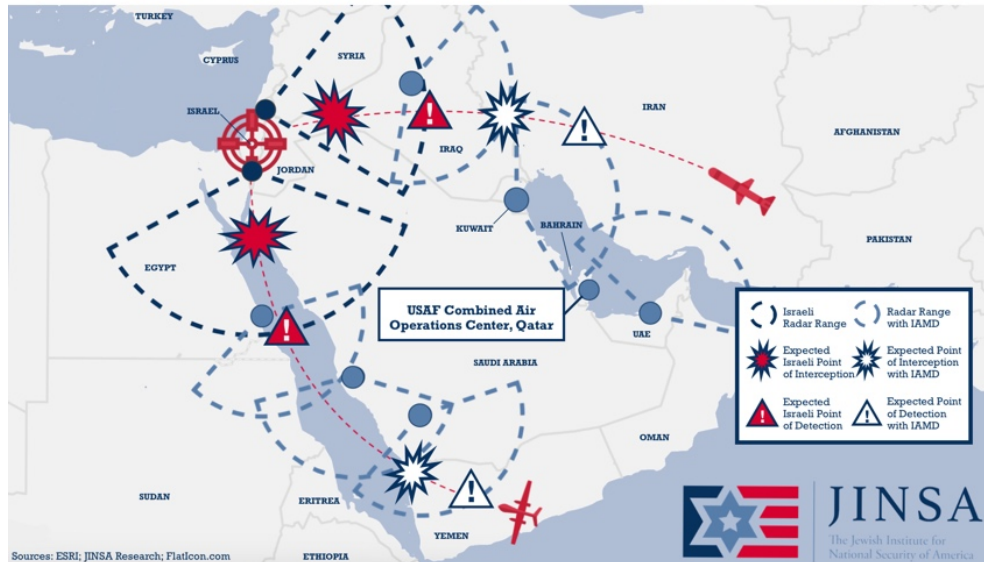 TURKEY
CYPRUS
SYRIA
ISRAEL
IRAN
AFGHANISTAN
IRAQ
JORDAN
KUWAIT
BAHRAIN
PAKISTAN
EGYPT
USAF Combined Air
Operations Center, Qatar
UAE
SAUDI ARABIA
OMAN
SUDAN
ERITREA
YEMEN
ETHIOPIA
Israeli
Radar Range
Radar Range
with IAMD
Expected
Israeli Point
of Interception
Expected Point
of Interception
with IAMD
Expected
Israeli Point
of Detection
Expected Point
of Detection
with IAMD
!
!
!
!
JINSA
The Jewish Institute for
National Security of America
Sources: ESRI; JINSA Research; FlatIcon.com